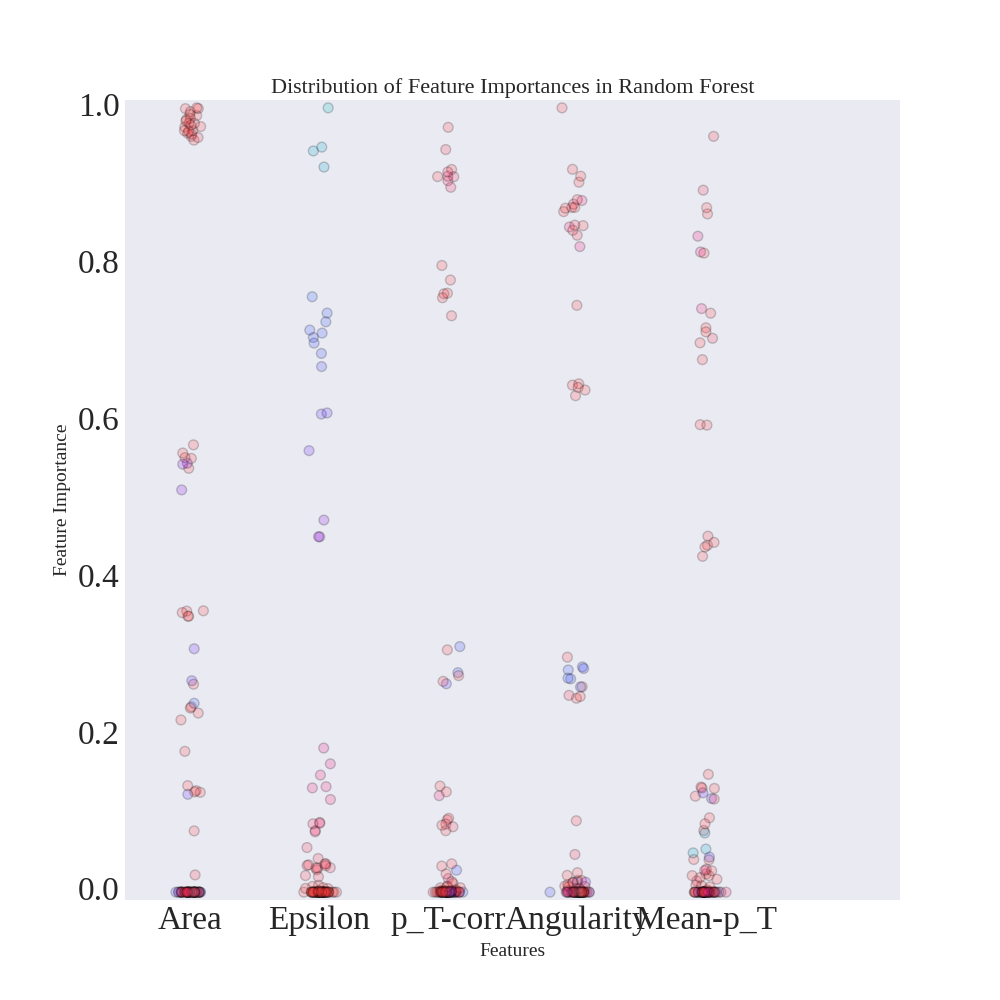 Distribution of Feature Importances in Random Forest
1.0
0.8
0.6
0.4
0.2
0.0
Feature Importance
Area Epsilon p_T-corr Angularity Mean-p_T
Features